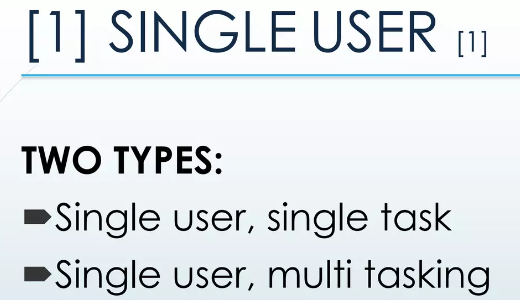 [1] SINGLE USER [1]
TWO TYPES:
Single user, single task
Single user, multi tasking